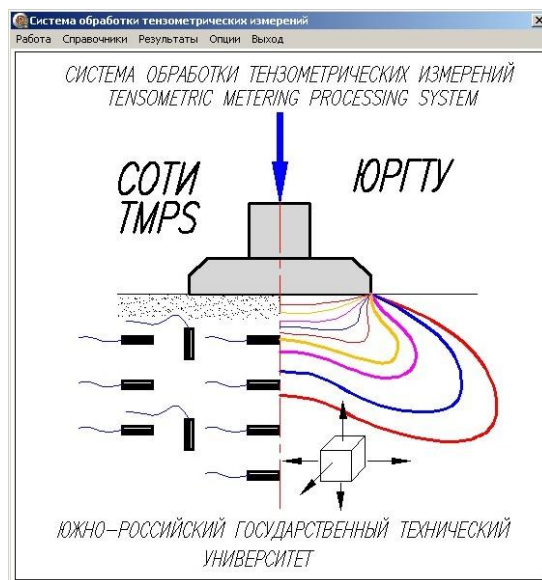 Система обработки тензометрических измерений
Работа Справочники Результаты Опции Выход
СИСТЕМА ОБРАБОТКИ ТЕНЗОМЕТРИЧЕСКИХ ИЗМЕРЕНИЙ
TENSOMETRIC METERING PROCESSING SYSTEM
СОТИ
TMPS
ЮРГТУ
ЮЖНО-РОССИЙСКИЙ ГОСУДАРСТВЕННЫЙ ТЕХНИЧЕСКИЙ
УНИВЕРСИТЕТ